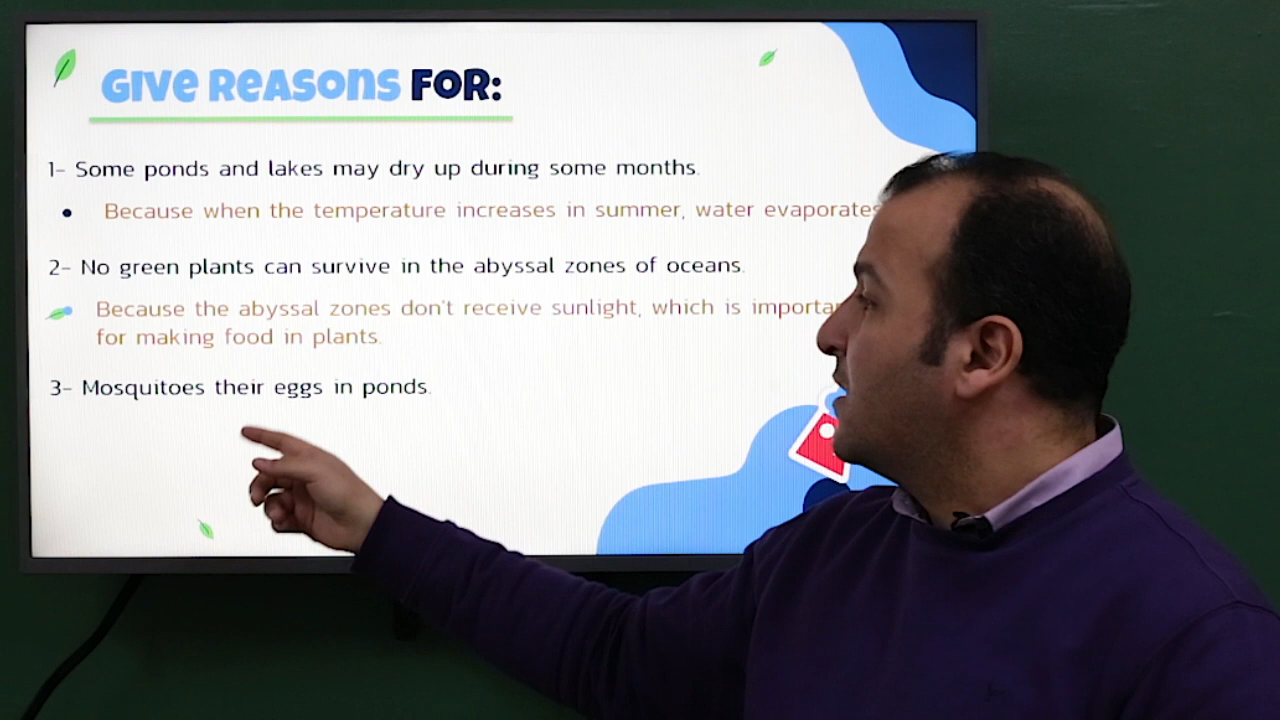 GIVE REASONS FOR:
1- Some ponds and lakes may dry up during some months.
Because when the temperature increases in summer, water evaporates
2- No green plants can survive in the abyssal zones of oceans.
Because the abyssal zones don't receive sunlight, which is
for making food in plants.
3- Mosquitoes their eggs in ponds.